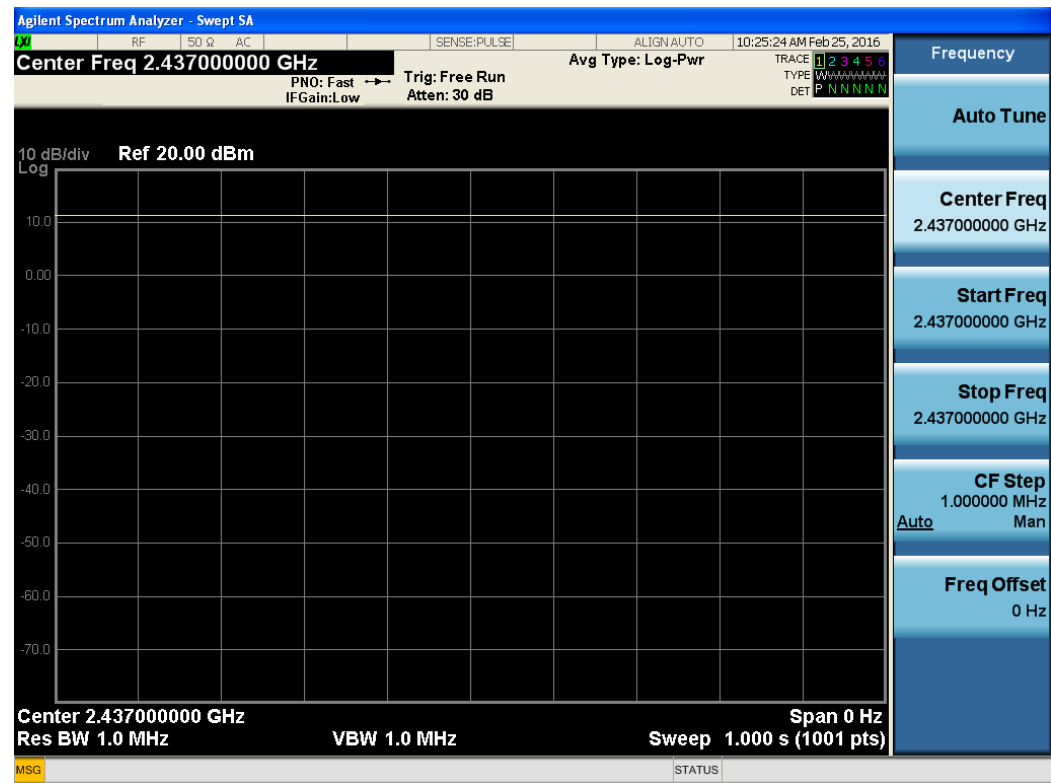 Agilent Spectrum Analyzer - Swept SA
LXI RF 50 Ω AC SENSE:PULSE ALIGN AUTO 10:25:24 AM Feb 25, 2016
Center Freq 2.437000000 GHz
PNO: Fast
IFGain:Low
Trig: Free Run
Atten: 30 dB
Avg Type: Log-Pwr
TRACE 1 2 3 4 5 6
TYPE W W W W W W
DET P N N N N N
10 dB/div Ref 20.00 dBm
Log
10.0
0.00
-10.0
-20.0
-30.0
-40.0
-50.0
-60.0
-70.0
Center 2.437000000 GHz Span 0 Hz
Res BW 1.0 MHz VBW 1.0 MHz Sweep 1.000 s (1001 pts)
MSG STATUS
Frequency
Auto Tune
Center Freq
2.437000000 GHz
Start Freq
2.437000000 GHz
Stop Freq
2.437000000 GHz
CF Step
1.000000 MHz
Auto Man
Freq Offset
0 Hz